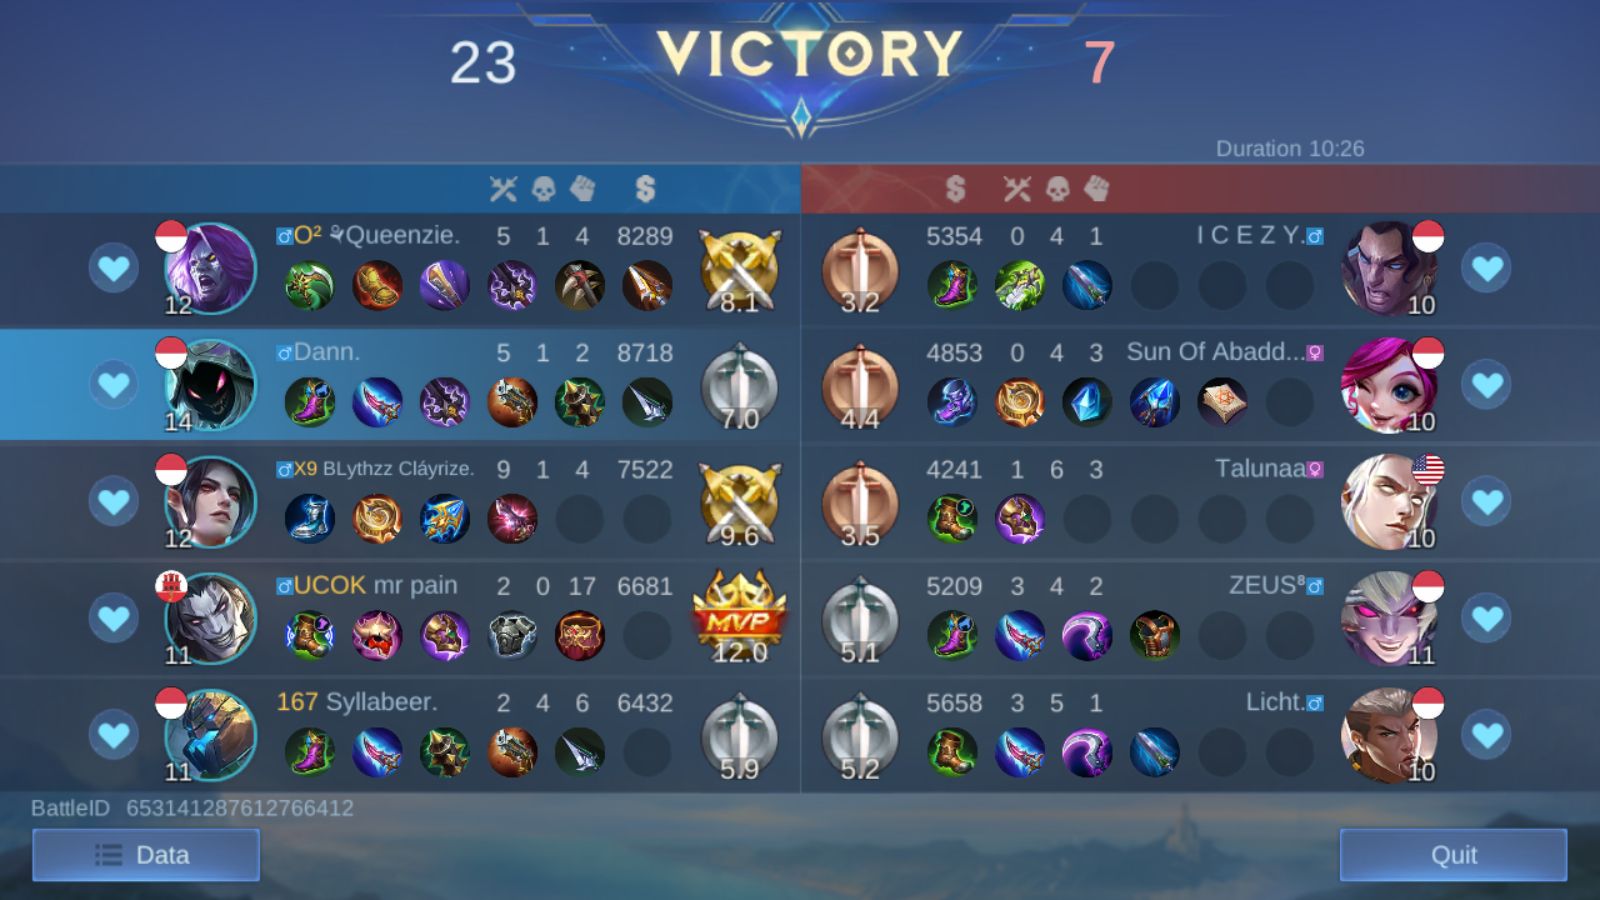 23 VICTORY 7
Duration 10:26
O² Queenzie. 5 1 4 8289
12 8.1
5354 0 4 1 I C E Z Y.
3.2 10
Dann. 5 1 2 8718
14 7.0
4853 0 4 3 Sun Of Abadd...
4.4 10
X9 BLythzz Cláyrize. 9 1 4 7522
12 9.6
4241 1 6 3 Talunaa
3.5 10
UCOK mr pain 2 0 17 6681
MVP
11 12.0
5209 3 4 2 ZEUS⁸
5.1 11
167 Syllabeer. 2 4 6 6432
11 5.9
5658 3 5 1 Licht.
5.2 10
BattleID 653141287612766412
Data
Quit